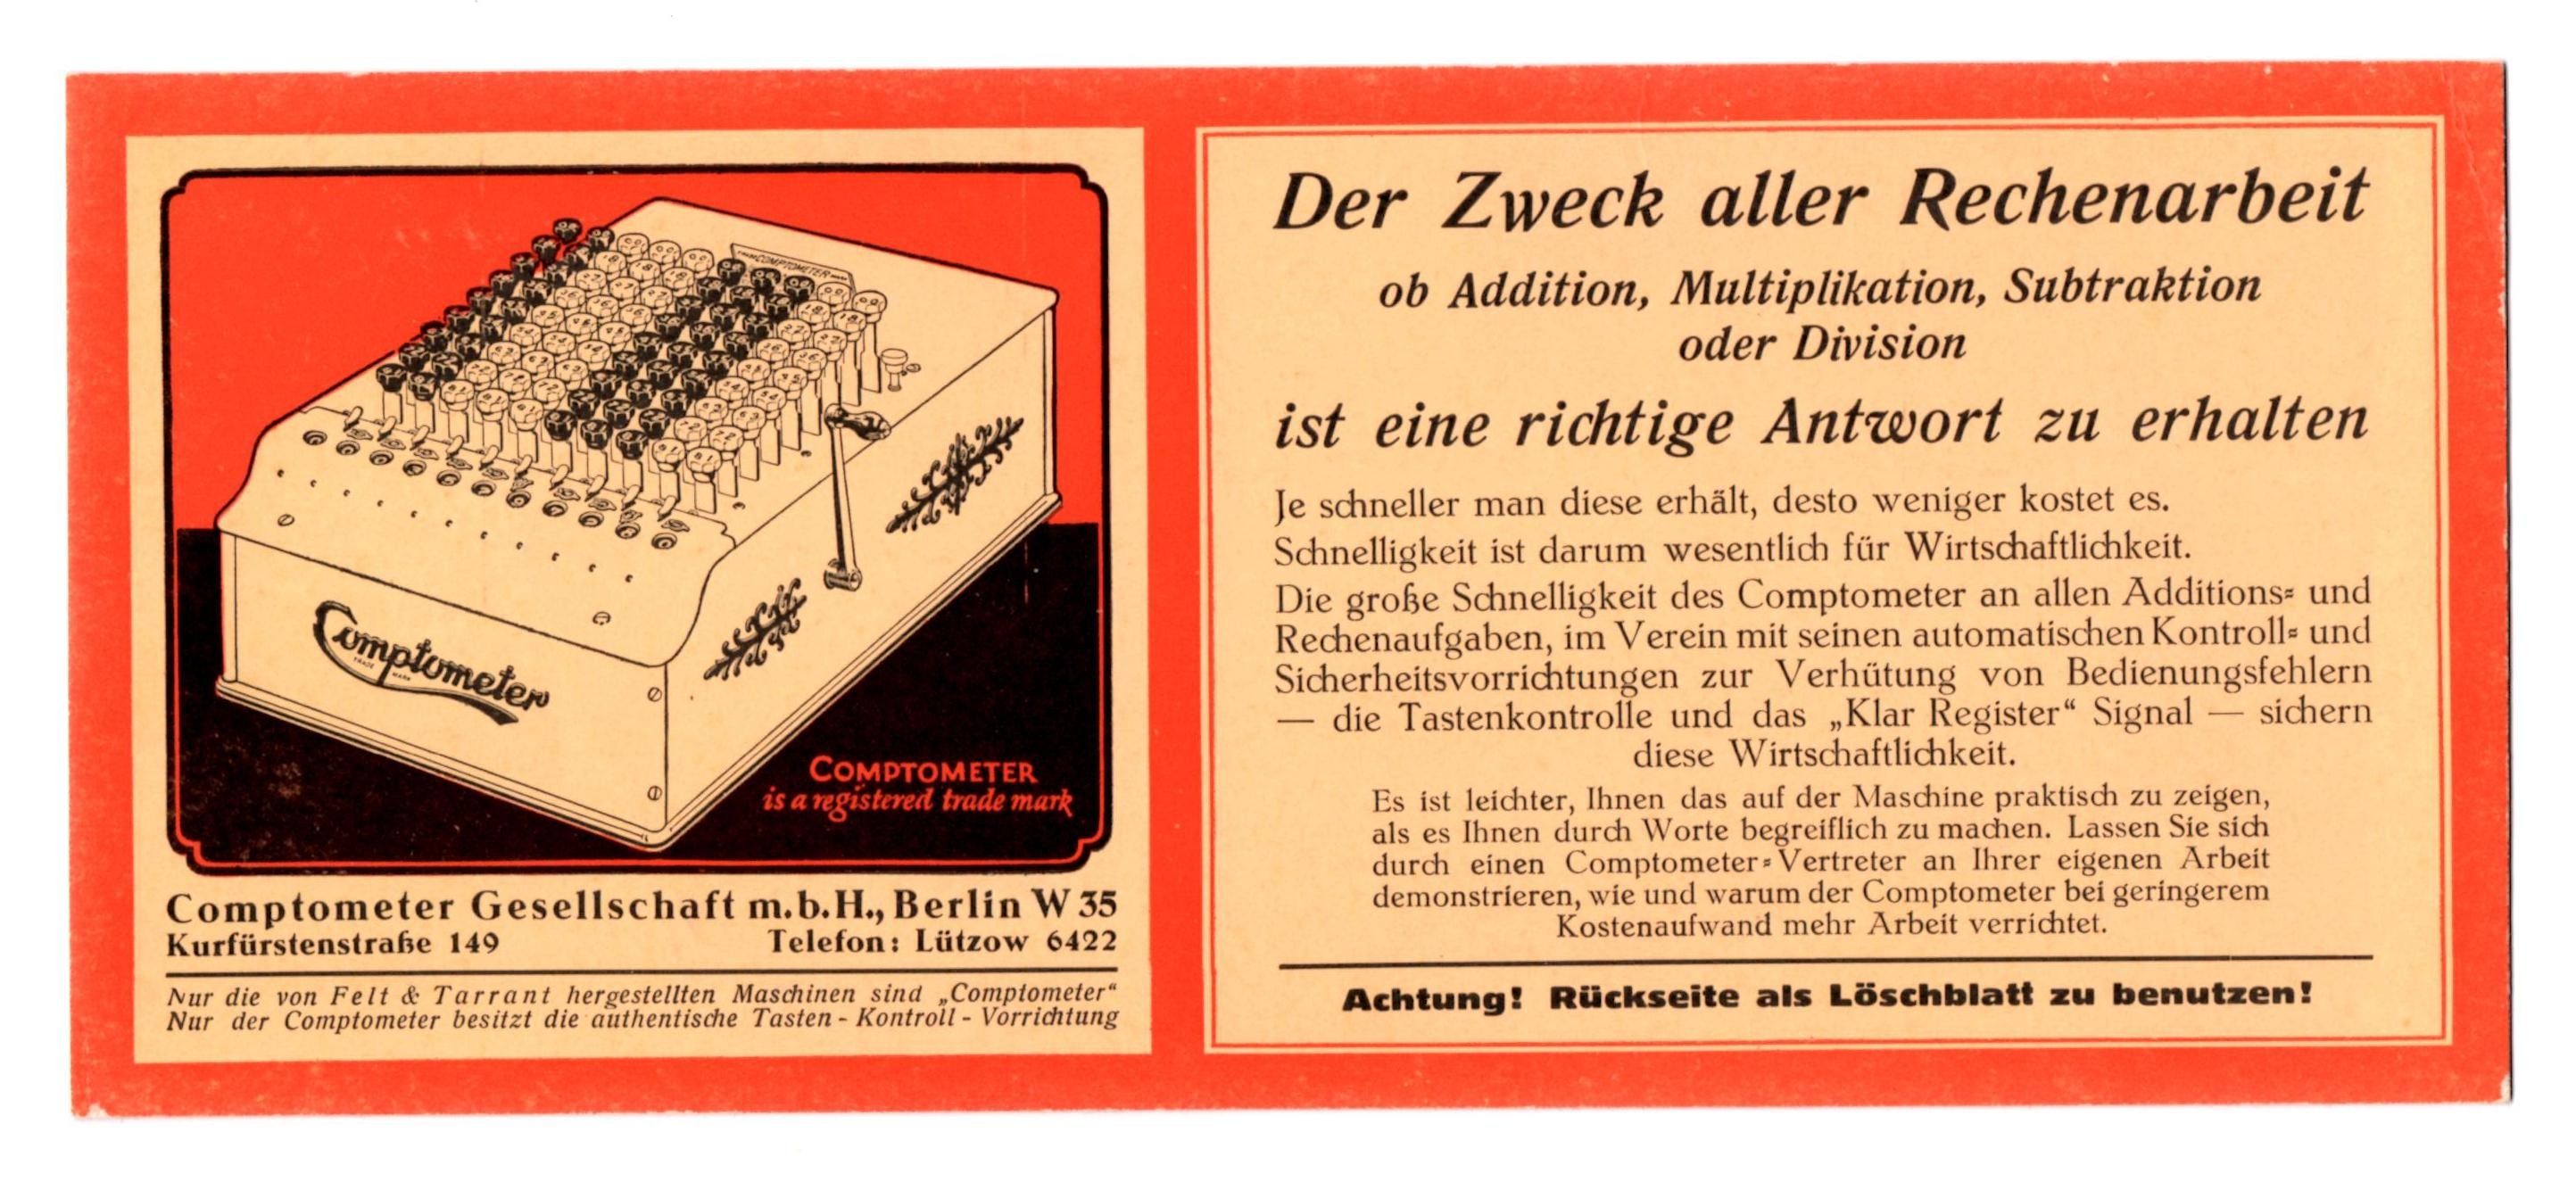 COMPTOMETER
Comptometer
TRADE MARK
COMPTOMETER
is a registered trade mark
Comptometer Gesellschaft m.b.H., Berlin W 35
Kurfürstenstraße 149 Telefon: Lützow 6422
Nur die von Felt & Tarrant hergestellten Maschinen sind „Comptometer“
Nur der Comptometer besitzt die authentische Tasten-Kontroll-Vorrichtung
Der Zweck aller Rechenarbeit
ob Addition, Multiplikation, Subtraktion
oder Division
ist eine richtige Antwort zu erhalten
Je schneller man diese erhält, desto weniger kostet es.
Schnelligkeit ist darum wesentlich für Wirtschaftlichkeit.
Die große Schnelligkeit des Comptometer an allen Additions- und
Rechenaufgaben, im Verein mit seinen automatischen Kontroll- und
Sicherheitsvorrichtungen zur Verhütung von Bedienungsfehlern
— die Tastenkontrolle und das „Klar Register“ Signal — sichern
diese Wirtschaftlichkeit.
Es ist leichter, Ihnen das auf der Maschine praktisch zu zeigen,
als es Ihnen durch Worte begreiflich zu machen. Lassen Sie sich
durch einen Comptometer-Vertreter an Ihrer eigenen Arbeit
demonstrieren, wie und warum der Comptometer bei geringerem
Kostenaufwand mehr Arbeit verrichtet.
Achtung! Rückseite als Löschblatt zu benutzen!